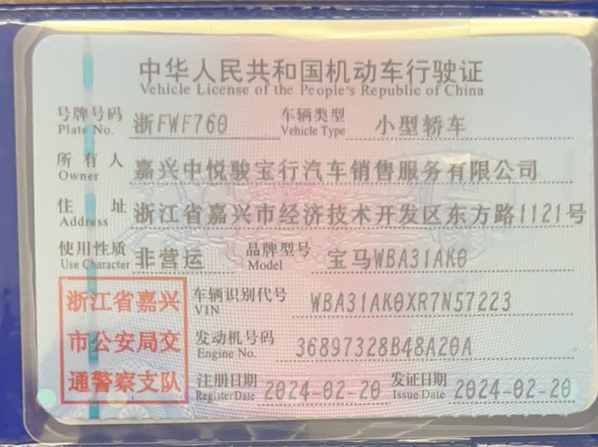 中华人民共和国机动车行驶证
Vehicle License of the People's Republic of China
号牌号码 浙FWF760 车辆类型 小型轿车
Plate No. Vehicle Type
所有人 嘉兴中悦骏宝行汽车销售服务有限公司
Owner
住址 浙江省嘉兴市经济技术开发区东方路1121号
Address
使用性质 非营运 品牌型号 宝马WBA31AK0
Use Character Model
浙江省嘉兴
市公安局交
通警察支队
车辆识别代号 WBA31AK0XR7N57223
VIN
发动机号码 36897328B48A20A
Engine No.
注册日期 2024-02-20 发证日期 2024-02-20
Register Date Issue Date